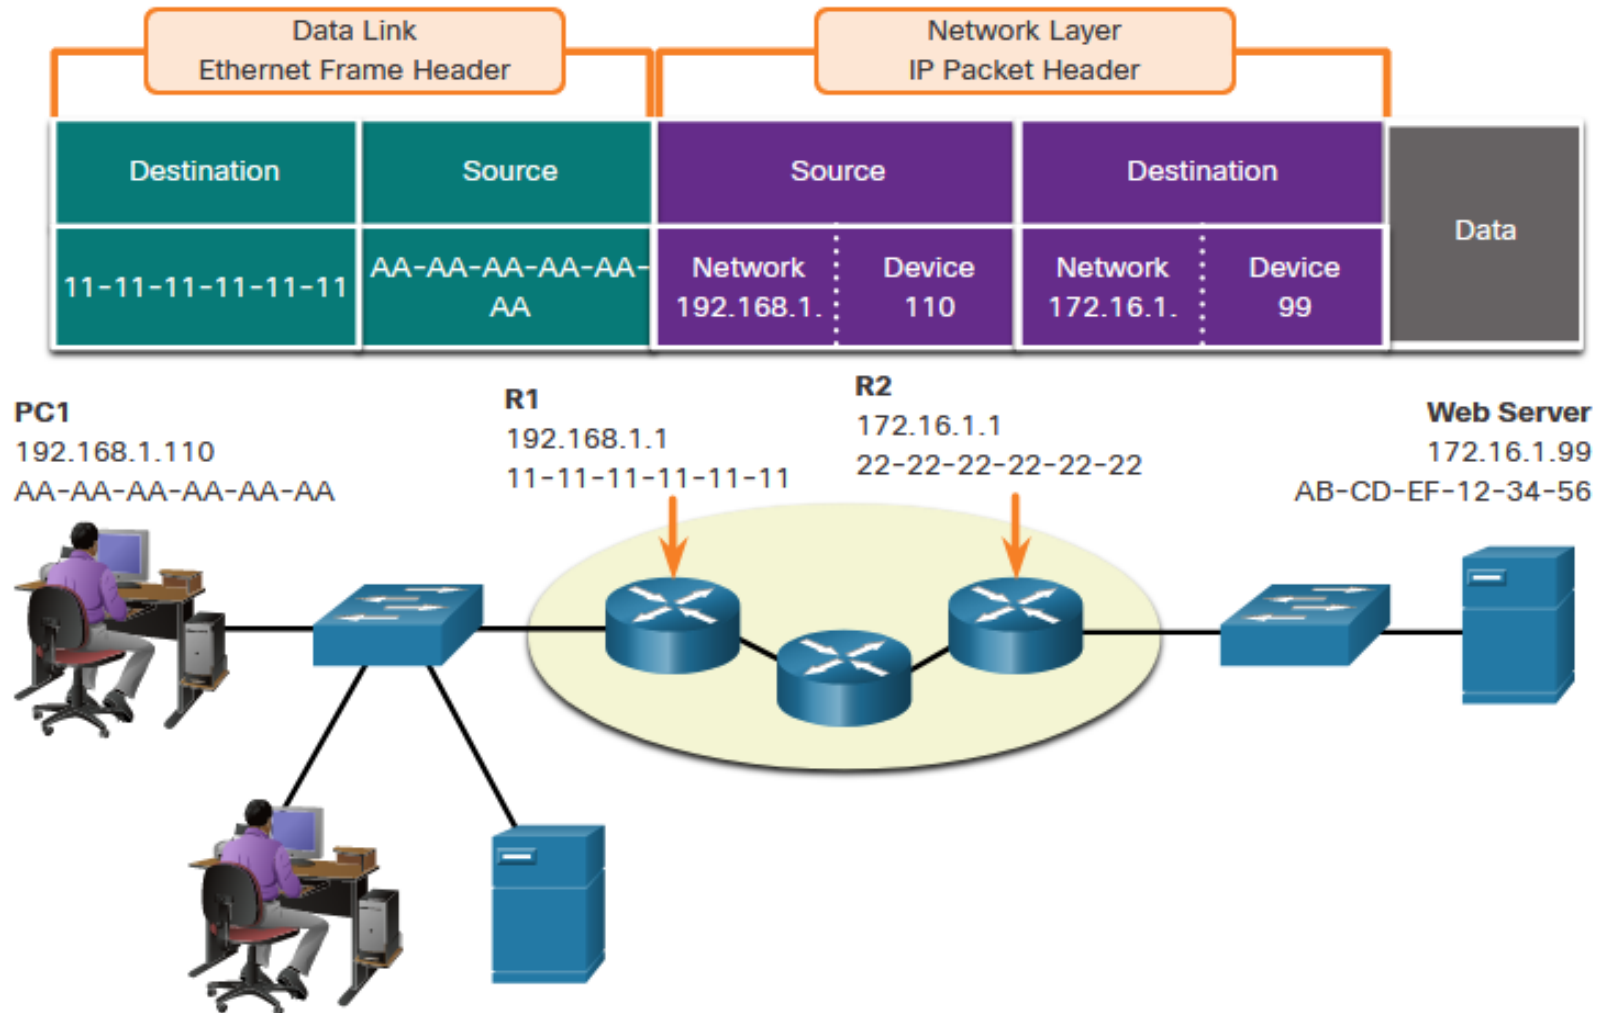 Data Link
Ethernet Frame Header
Network Layer
IP Packet Header
Destination
Source
Source
Destination
Data
11-11-11-11-11-11
AA-AA-AA-AA-AA-
AA
Network
192.168.1.
Device
110
Network
172.16.1.
Device
99
PC1
192.168.1.110
AA-AA-AA-AA-AA-AA
R1
192.168.1.1
11-11-11-11-11-11
R2
172.16.1.1
22-22-22-22-22-22
Web Server
172.16.1.99
AB-CD-EF-12-34-56